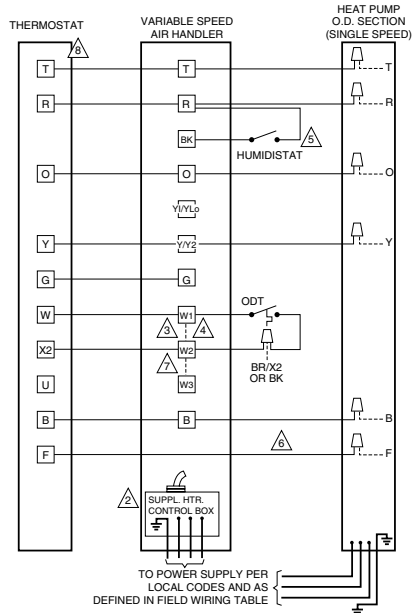 HEAT PUMP
O.D. SECTION
(SINGLE SPEED)
THERMOSTAT
VARIABLE SPEED
AIR HANDLER
8
T T T
R R R
BK
5
HUMIDISTAT
O O O
YI/YLo
Y Y/Y2 Y
G G
ODT
W W1
3 4
X2 W2
7
BR/X2
OR BK
U W3
B B B
6
F F
2
SUPPL. HTR.
CONTROL BOX
TO POWER SUPPLY PER
LOCAL CODES AND AS
DEFINED IN FIELD WIRING TABLE